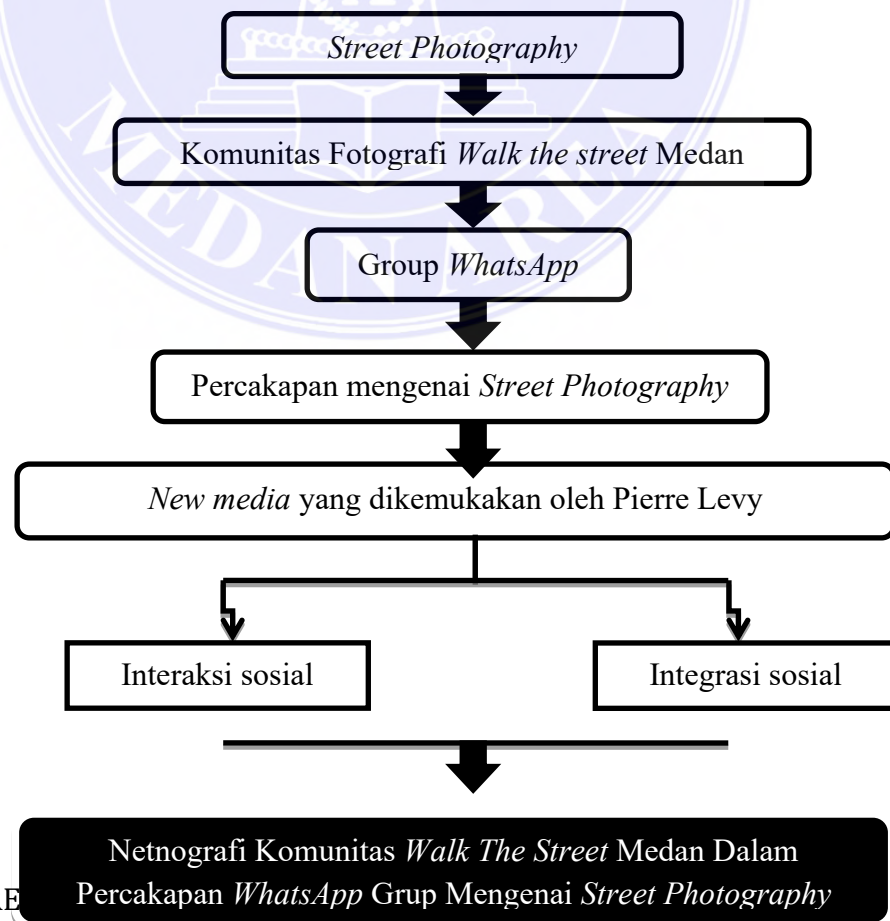 Street Photography
Komunitas Fotografi Walk the street Medan
MEDAN AREA
Group WhatsApp
Percakapan mengenai Street Photography
New media yang dikemukakan oleh Pierre Levy
Interaksi sosial
Integrasi sosial
Netnografi Komunitas Walk The Street Medan Dalam
Percakapan WhatsApp Grup Mengenai Street Photography